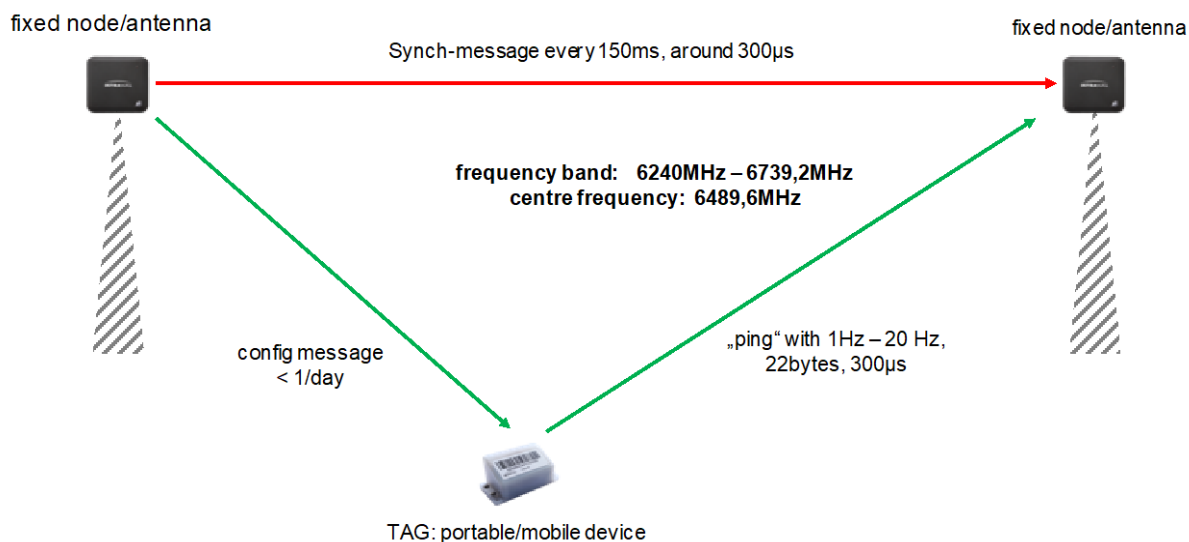 fixed node/antenna
fixed node/antenna
Synch-message every 150ms, around 300µs
frequency band: 6240MHz – 6739,2MHz
centre frequency: 6489,6MHz
config message
< 1/day
„ping“ with 1Hz – 20 Hz,
22bytes, 300µs
TAG: portable/mobile device